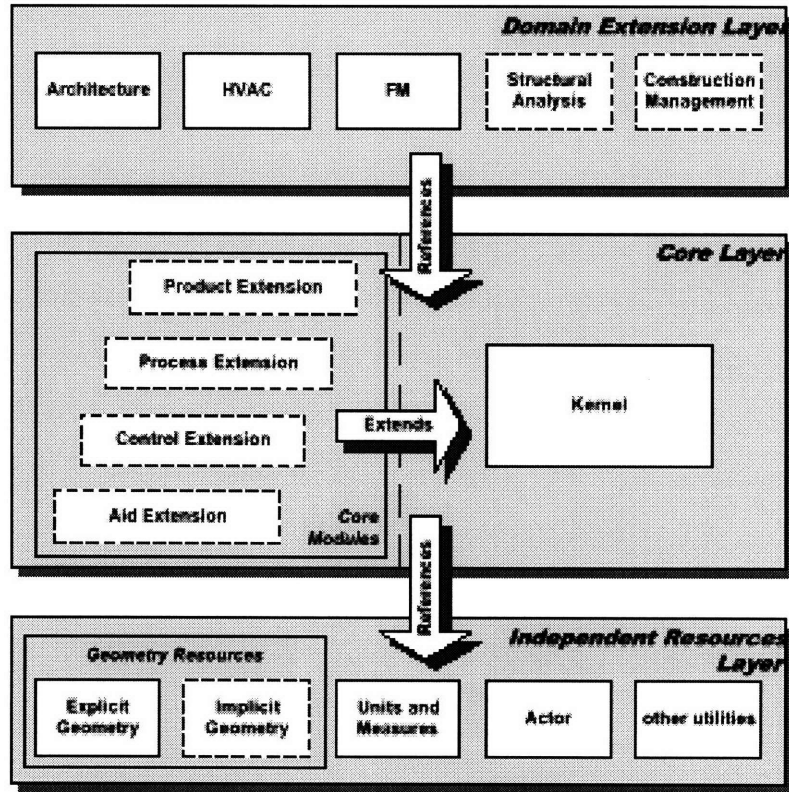 Domain Extension Layer
Architecture
HVAC
FM
Structural
Analysis
Construction
Management
References
Core Layer
Product Extension
Process Extension
Control Extension
Aid Extension
Core
Modules
Extends
Kernel
References
Independent Resources
Layer
Geometry Resources
Explicit
Geometry
Implicit
Geometry
Units and
Measures
Actor
other utilities